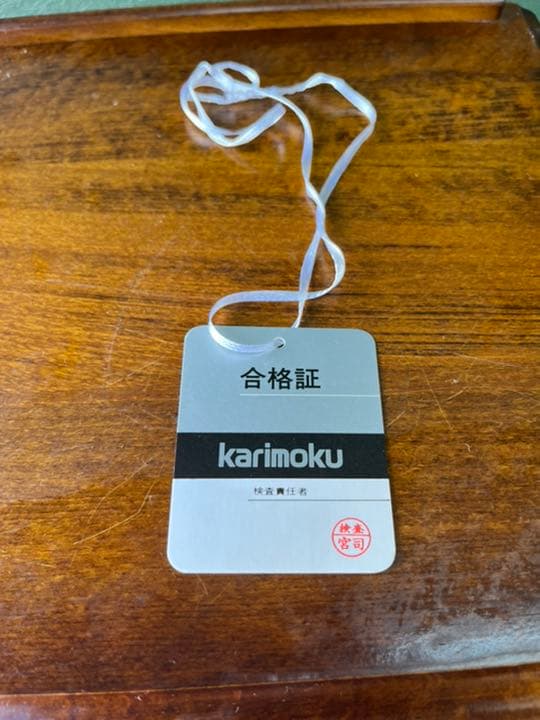 合格証
karimoku
検査責任者
検査
宮司